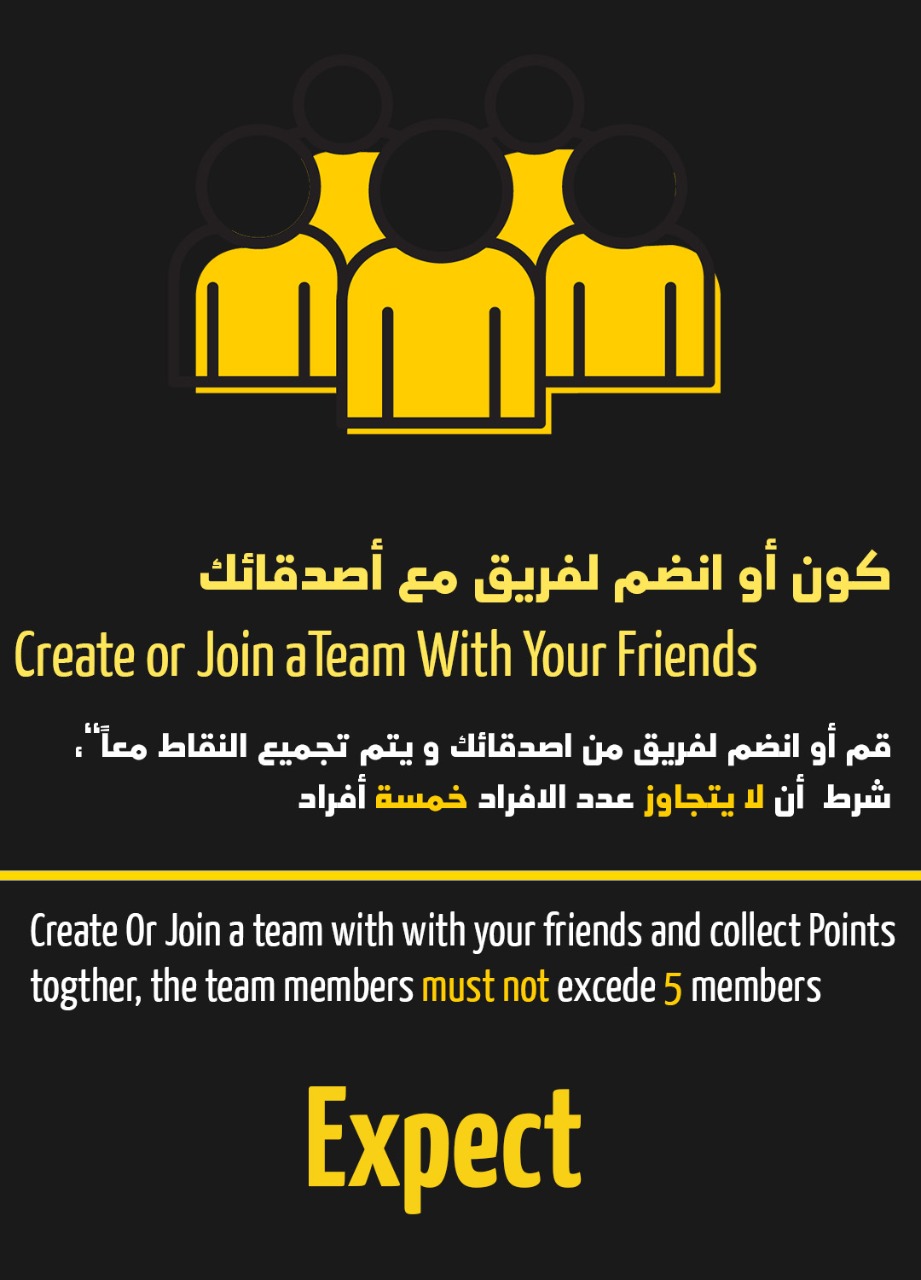 كون أو انضم لفريق مع أصدقائك
Create or Join aTeam With Your Friends
قم أو انضم لفريق من اصدقائك و يتم تجميع النقاط معاً“،
شرط أن لا يتجاوز عدد الافراد خمسة أفراد
Create Or Join a team with with your friends and collect Points
togther, the team members must not excede 5 members
Expect